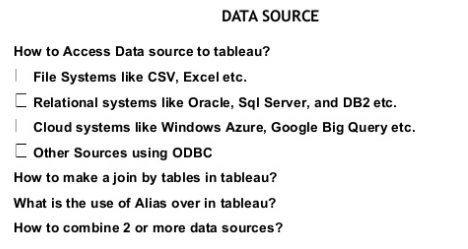 DATA SOURCE
How to Access Data source to tableau?
File Systems like CSV, Excel etc.
Relational systems like Oracle, Sql Server, and DB2 etc.
Cloud systems like Windows Azure, Google Big Query etc.
Other Sources using ODBC
How to make a join by tables in tableau?
What is the use of Alias over in tableau?
How to combine 2 or more data sources?